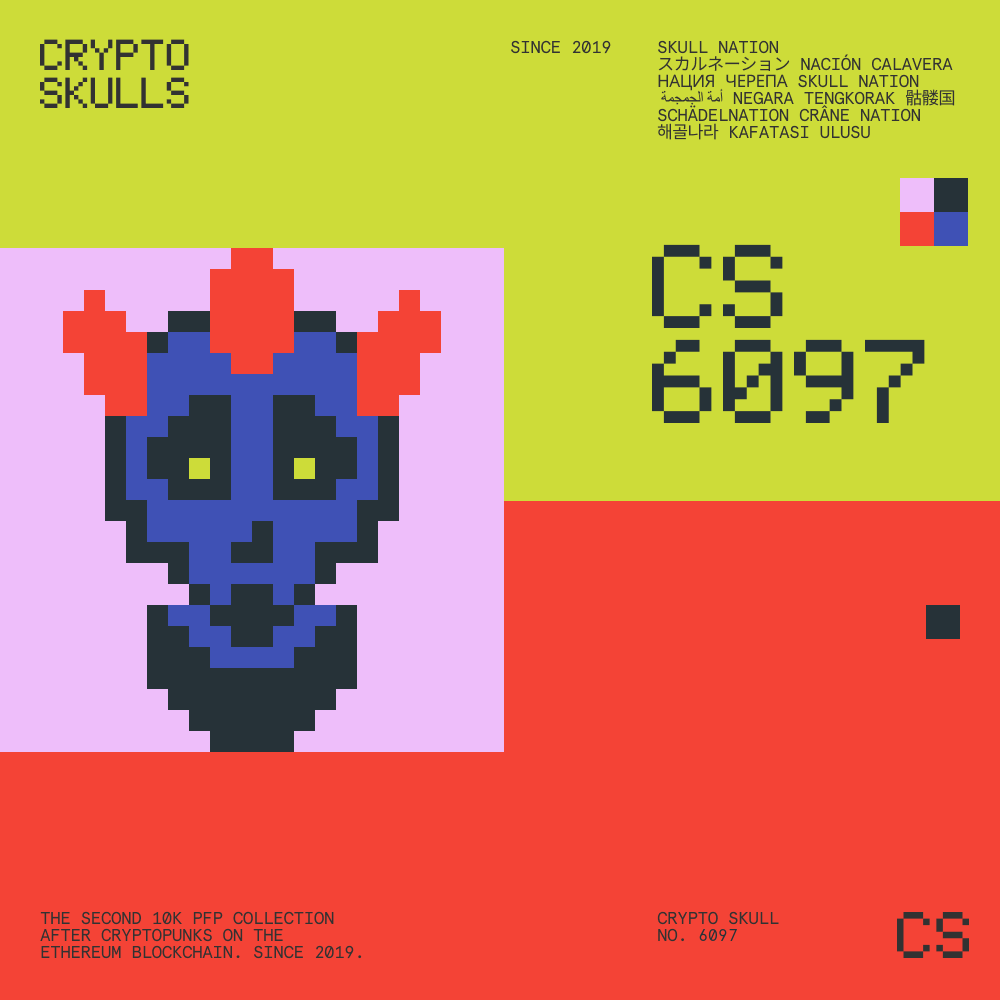 CRYPTO
SKULLS
SINCE 2019
SKULL NATION
スカルネーション NACIÓN CALAVERA
НАЦИЯ ЧЕРЕПА SKULL NATION
أمة الجمجمة NEGARA TENGKORAK 骷髅国
SCHÄDELNATION CRÂNE NATION
해골나라 KAFATASI ULUSU
CS
6097
THE SECOND 10K PFP COLLECTION
AFTER CRYPTOPUNKS ON THE
ETHEREUM BLOCKCHAIN. SINCE 2019.
CRYPTO SKULL
NO. 6097
CS